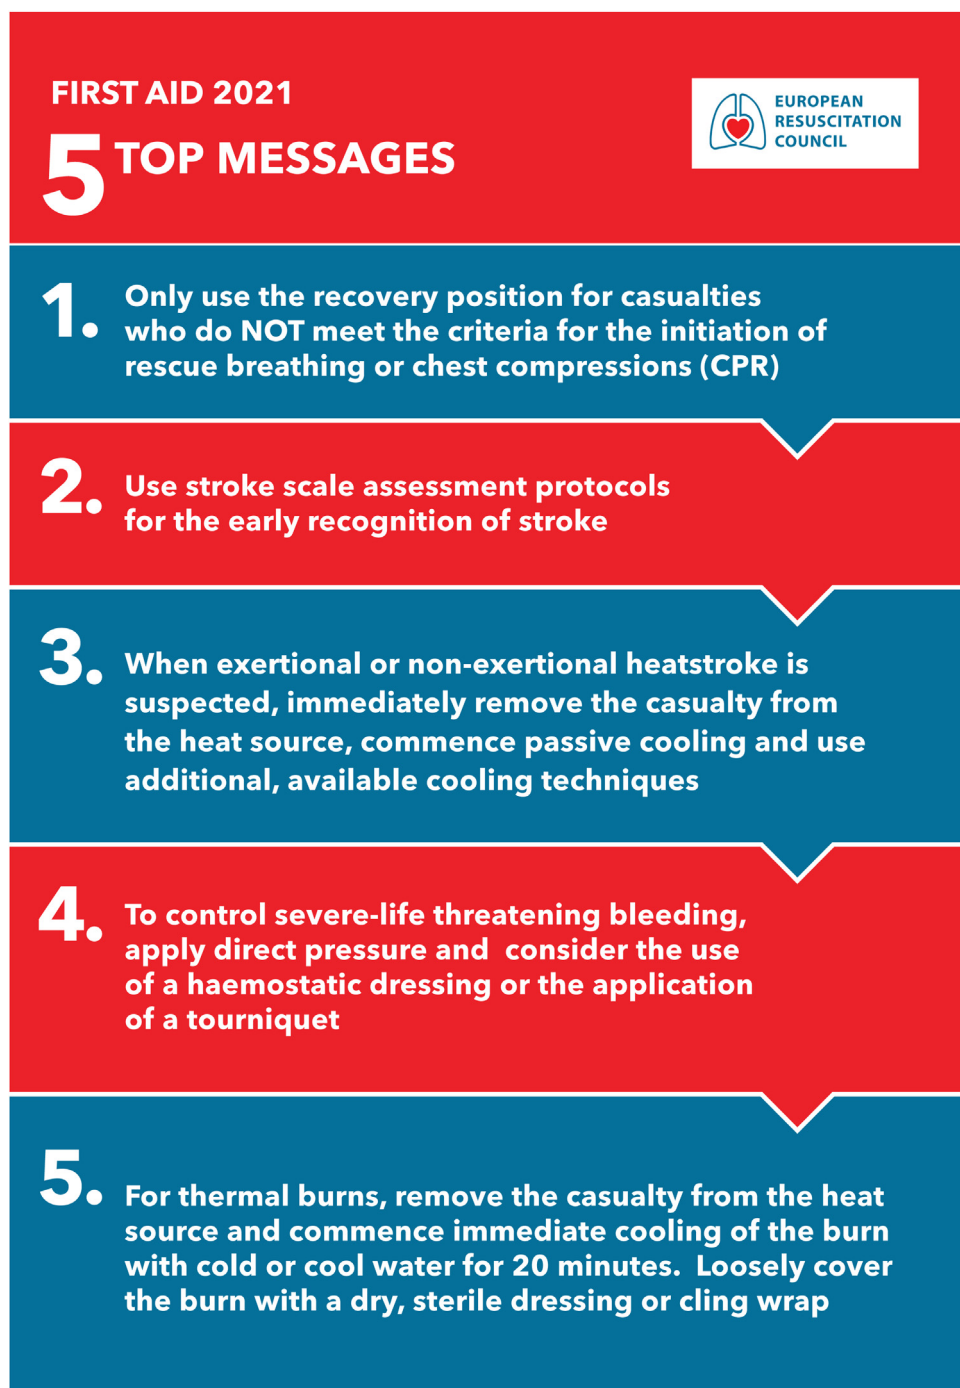 FIRST AID 2021
5 TOP MESSAGES
EUROPEAN
RESUSCITATION
COUNCIL
1.
Only use the recovery position for casualties
who do NOT meet the criteria for the initiation of
rescue breathing or chest compressions (CPR)
2.
Use stroke scale assessment protocols
for the early recognition of stroke
3.
When exertional or non-exertional heatstroke is
suspected, immediately remove the casualty from
the heat source, commence passive cooling and use
additional, available cooling techniques
4.
To control severe-life threatening bleeding,
apply direct pressure and  consider the use
of a haemostatic dressing or the application
of a tourniquet
5.
For thermal burns, remove the casualty from the heat
source and commence immediate cooling of the burn
with cold or cool water for 20 minutes.  Loosely cover
the burn with a dry, sterile dressing or cling wrap